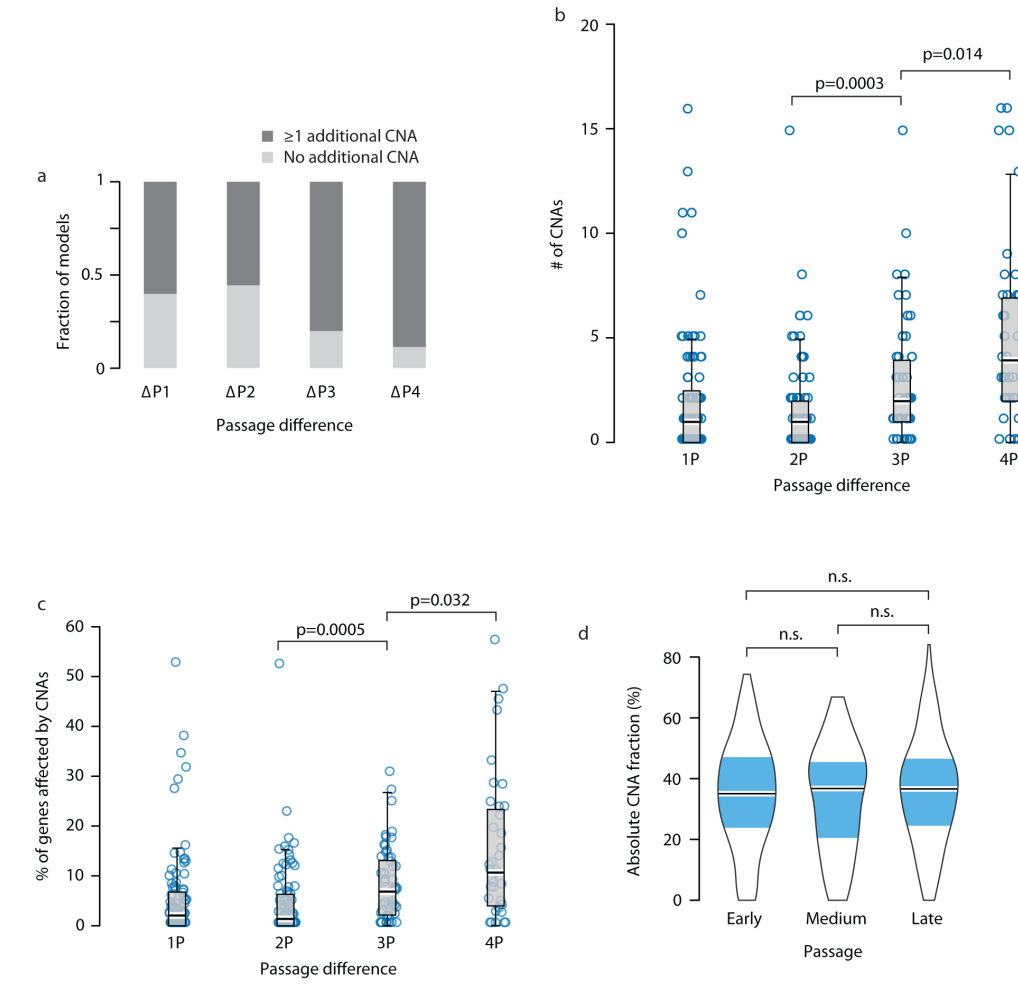 a
≥1 additional CNA
No additional CNA
Fraction of models
1
0.5
0
ΔP1 ΔP2 ΔP3 ΔP4
Passage difference
b
# of CNAs
20
15
10
5
0
p=0.0003
p=0.014
1P 2P 3P 4P
Passage difference
c
% of genes affected by CNAs
60
50
40
30
20
10
0
p=0.0005
p=0.032
1P 2P 3P 4P
Passage difference
d
Absolute CNA fraction (%)
80
60
40
20
0
n.s.
n.s.
n.s.
Early Medium Late
Passage